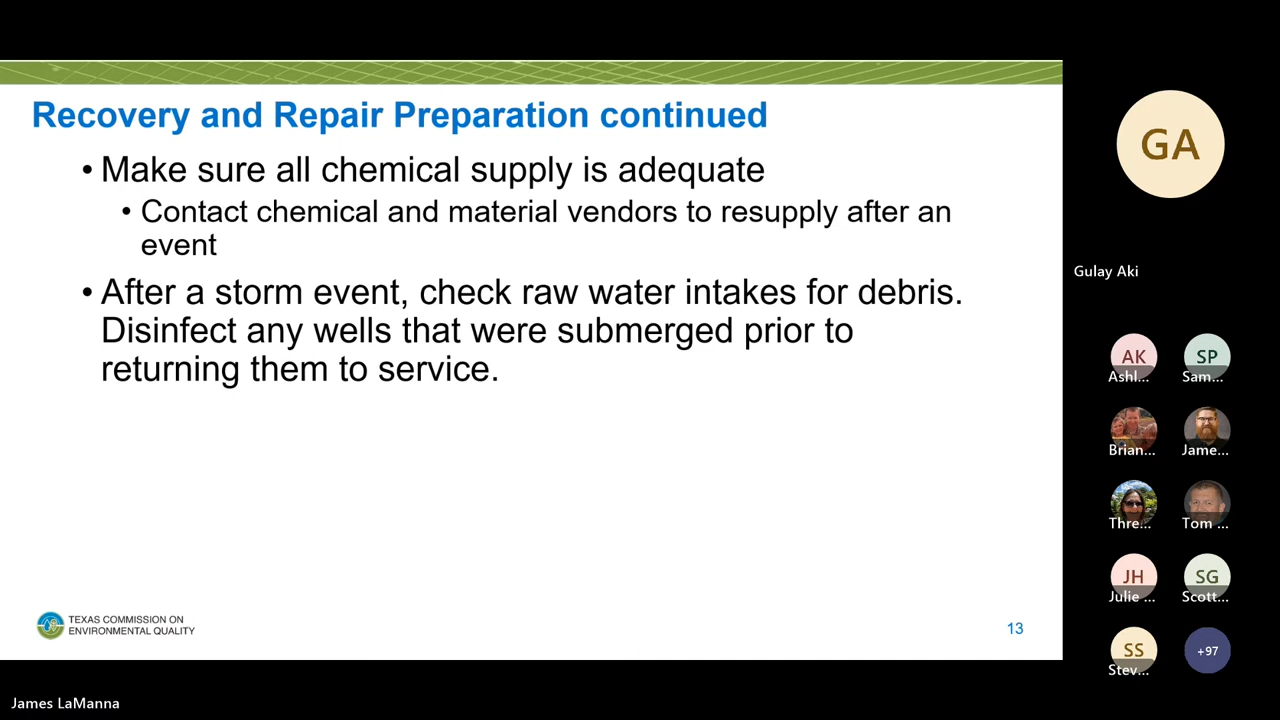 Recovery and Repair Preparation continued
• Make sure all chemical supply is adequate
• Contact chemical and material vendors to resupply after an
event
• After a storm event, check raw water intakes for debris.
Disinfect any wells that were submerged prior to
returning them to service.
TEXAS COMMISSION ON
ENVIRONMENTAL QUALITY
13
GA
Gulay Aki
AK
SP
Ashl...
Sam...
Brian...
Jame...
Thre...
Tom ...
JH
SG
Julie ...
Scott...
SS
+97
Stev...
James LaManna